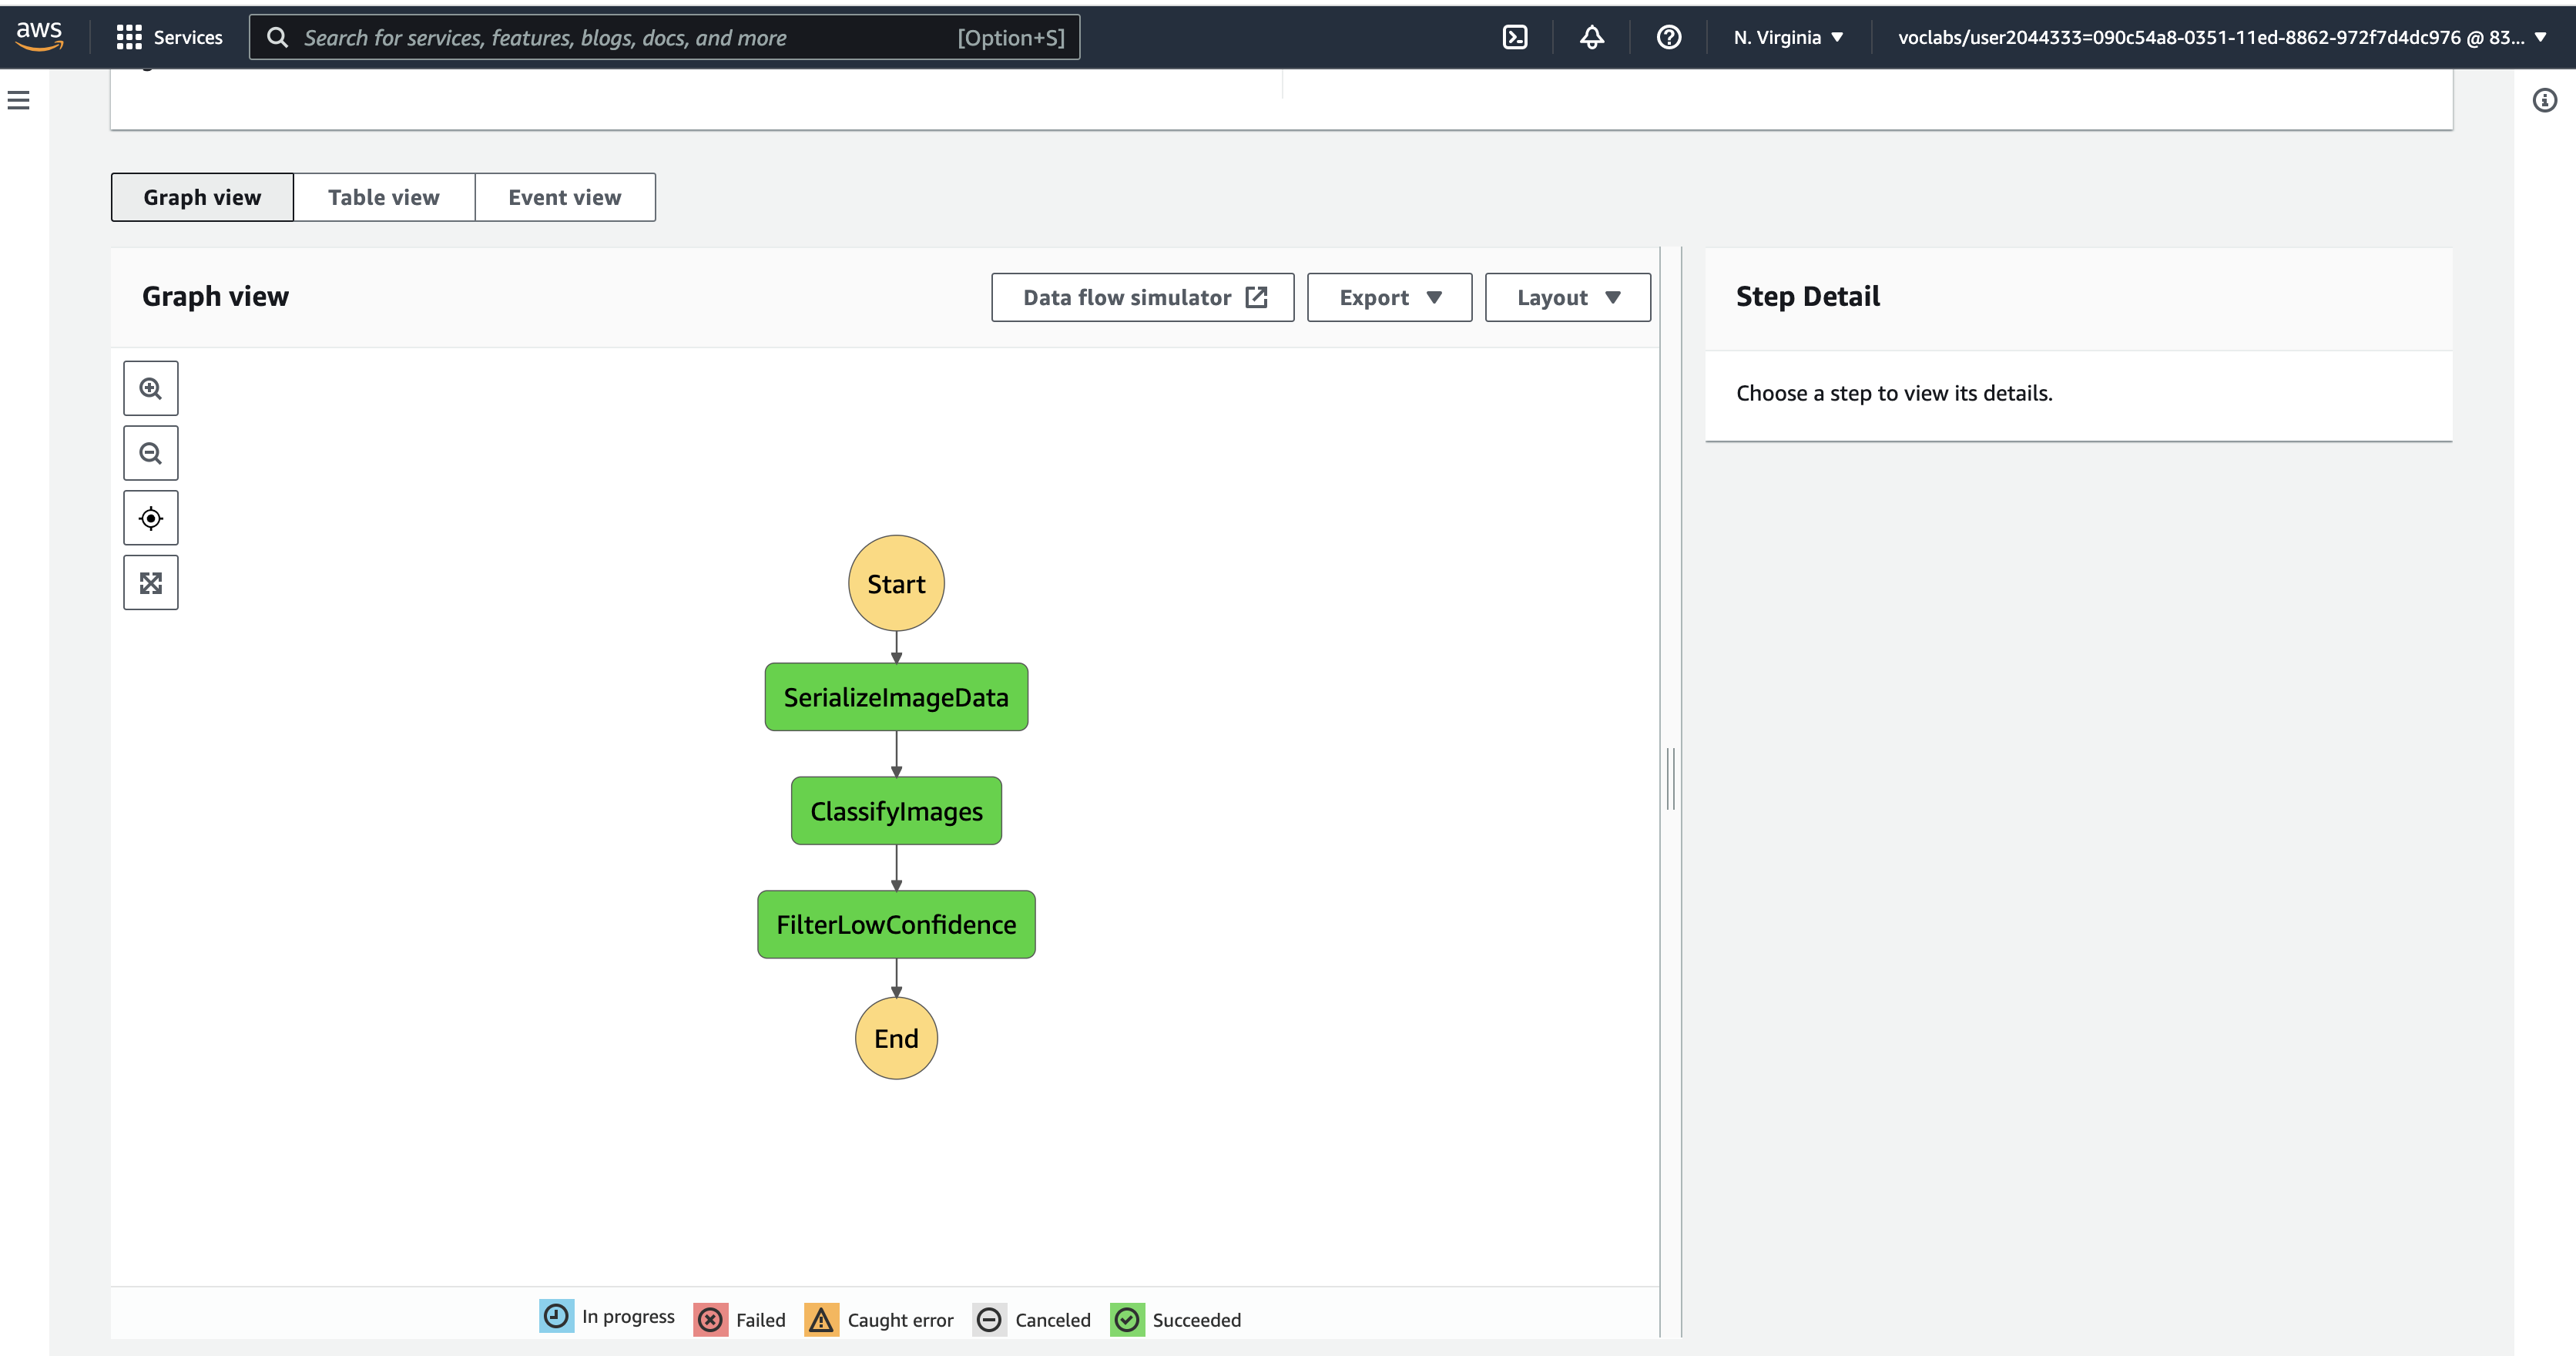 aws
Services
Search for services, features, blogs, docs, and more
[Option+S]
N. Virginia
voclabs/user2044333=090c54a8-0351-11ed-8862-972f7d4dc976 @ 83...
Graph view
Table view
Event view
Graph view
Data flow simulator
Export
Layout
Step Detail
Choose a step to view its details.
Start
SerializeImageData
ClassifyImages
FilterLowConfidence
End
In progress
Failed
Caught error
Canceled
Succeeded